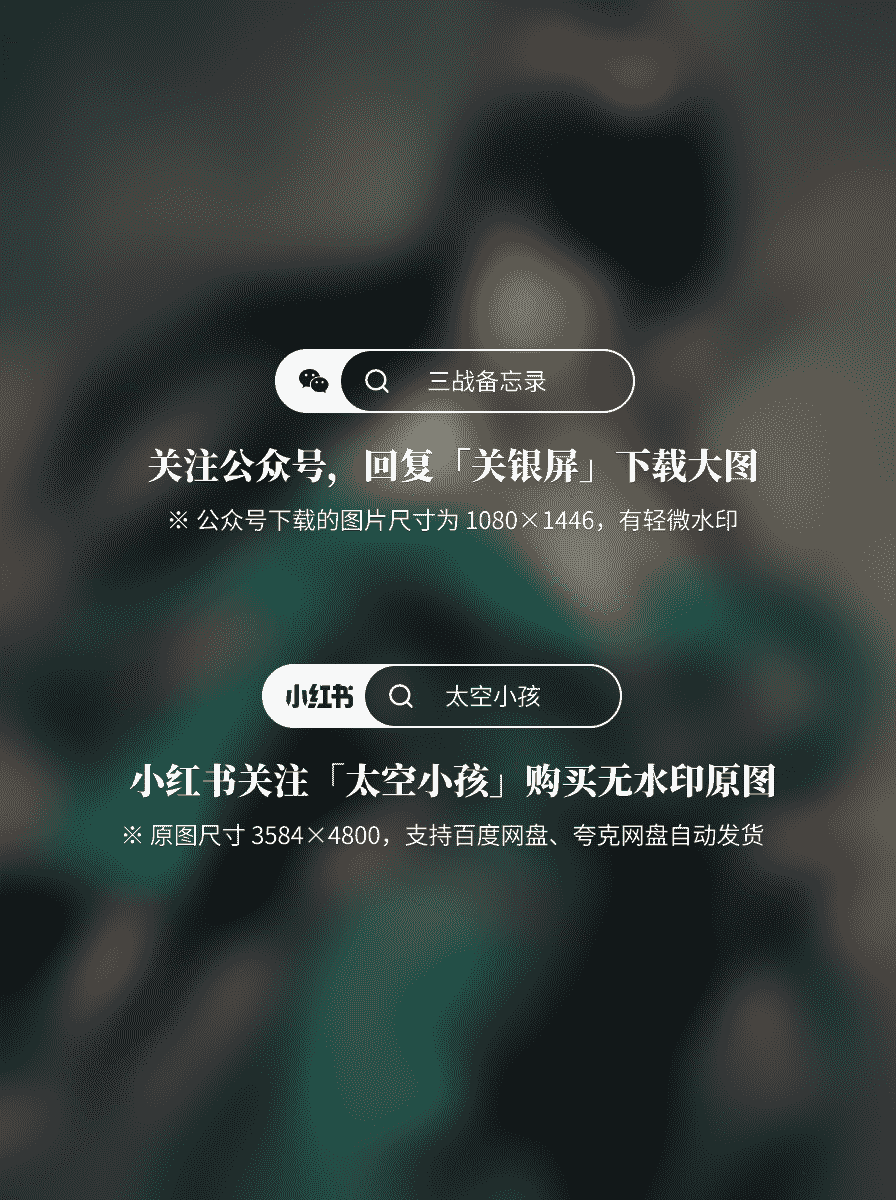 三战备忘录
关注公众号，回复「关银屏」下载大图
※ 公众号下载的图片尺寸为 1080×1446，有轻微水印
小红书 太空小孩
小红书关注「太空小孩」购买无水印原图
※ 原图尺寸 3584×4800，支持百度网盘、夸克网盘自动发货